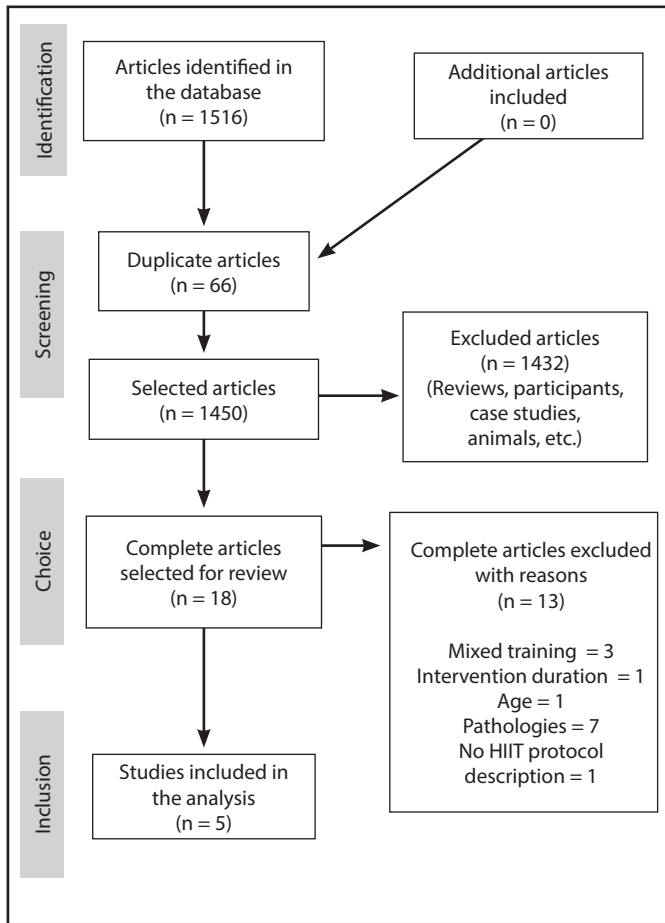 Identification
Articles identified in
the database
(n = 1516)
Additional articles
included
(n = 0)
Screening
Duplicate articles
(n = 66)
Selected articles
(n = 1450)
Excluded articles
(n = 1432)
(Reviews, participants,
case studies,
animals, etc.)
Choice
Complete articles
selected for review
(n = 18)
Complete articles excluded
with reasons
(n = 13)
Mixed training = 3
Intervention duration = 1
Age = 1
Pathologies = 7
No HIIT protocol
description = 1
Inclusion
Studies included in
the analysis
(n = 5)